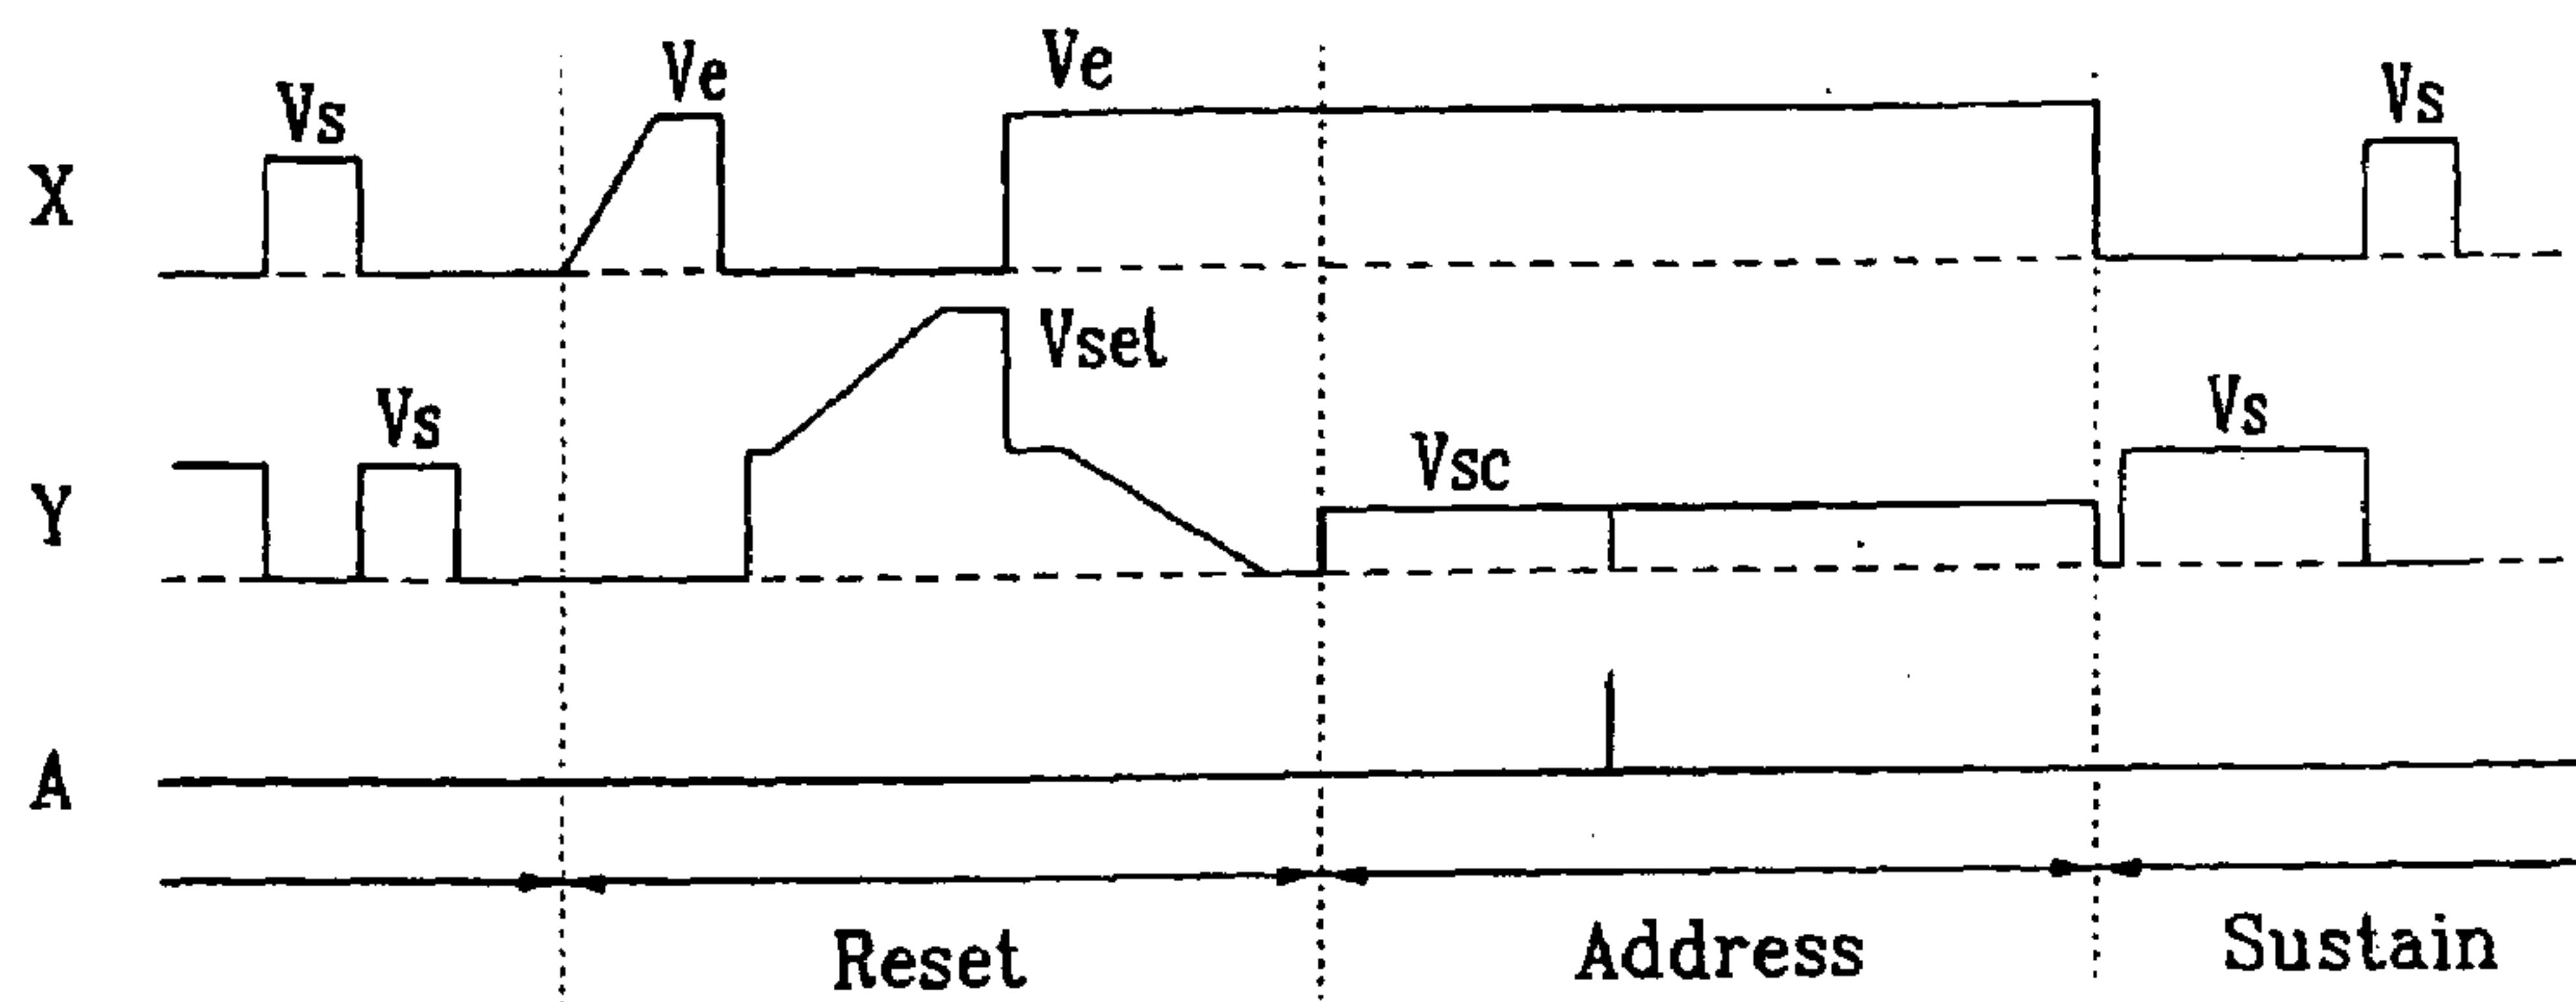 Vs Ve Ve Vs
X
Vset
Vs Vsc Vs
Y
A
Reset Address Sustain